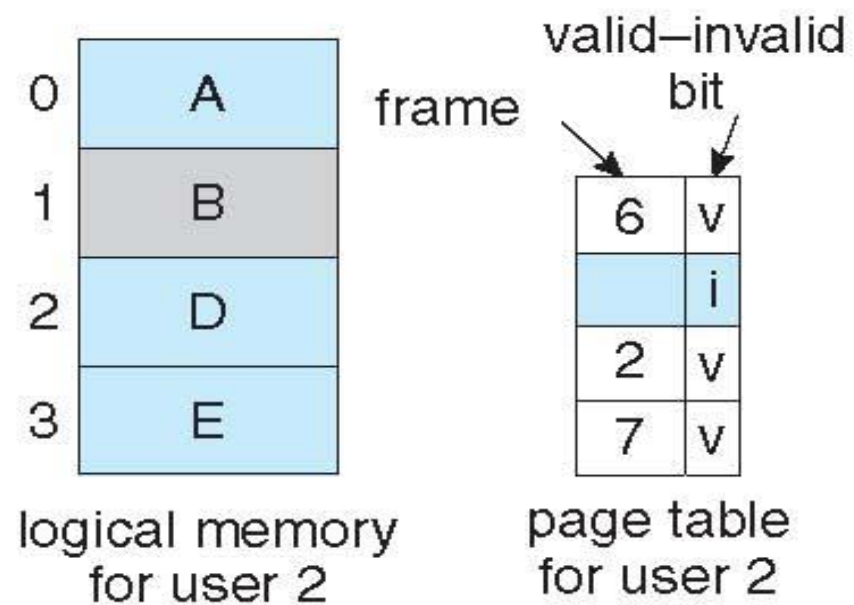 0 A
1 B
2 D
3 E
logical memory
for user 2
frame
valid–invalid
bit
6 v
i
2 v
7 v
page table
for user 2